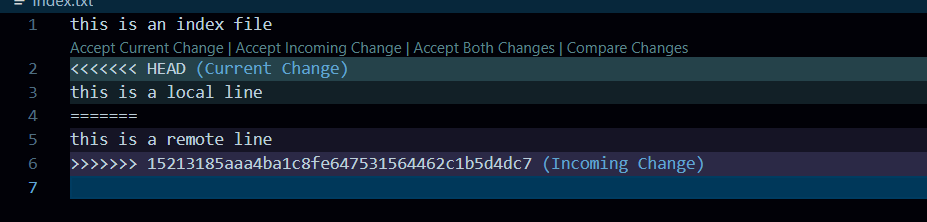 index.txt
1 this is an index file
Accept Current Change | Accept Incoming Change | Accept Both Changes | Compare Changes
2 <<<<<<< HEAD (Current Change)
3 this is a local line
4 =======
5 this is a remote line
6 >>>>>>> 15213185aaa4ba1c8fe647531564462c1b5d4dc7 (Incoming Change)
7